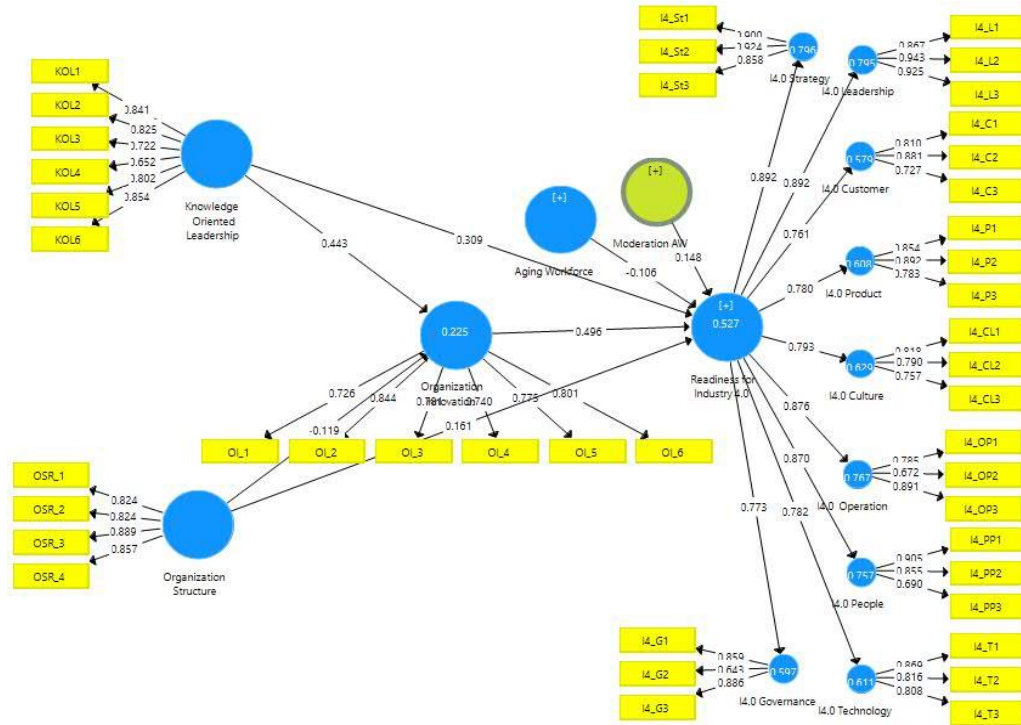 I4_St1
I4_St2
I4_St3
0.900
0.924
0.858
0.796
I4.0 Strategy
0.795
I4.0 Leadership
0.867
0.943
0.925
I4_L1
I4_L2
I4_L3
KOL1
KOL2
KOL3
KOL4
KOL5
KOL6
0.841
0.825
0.722
0.652
0.802
0.854
Knowledge
Oriented
Leadership
0.443
0.309
[+]
Aging Workforce
[+]
Moderation AW
-0.106
0.148
0.892
0.892
0.761
0.780
0.793
0.876
0.870
0.782
0.773
0.579
I4.0 Customer
0.810
0.881
0.727
I4_C1
I4_C2
I4_C3
0.608
I4.0 Product
0.854
0.892
0.783
I4_P1
I4_P2
I4_P3
0.225
Organization
0.496
[+]
0.527
Readiness for
Industry 4.0
0.629
I4.0 Culture
0.790
0.757
I4_CL1
I4_CL2
I4_CL3
0.726
-0.119
0.844
0.740
0.775
0.801
0.161
OI_1
OI_2
OI_3
OI_4
OI_5
OI_6
0.767
I4.0 Operation
0.785
0.672
0.891
I4_OP1
I4_OP2
I4_OP3
OSR_1
OSR_2
OSR_3
OSR_4
0.824
0.824
0.889
0.857
Organization
Structure
0.757
I4.0 People
0.905
0.855
0.690
I4_PP1
I4_PP2
I4_PP3
I4_G1
I4_G2
I4_G3
0.859
0.643
0.886
0.597
I4.0 Governance
0.611
I4.0 Technology
0.869
0.816
0.808
I4_T1
I4_T2
I4_T3